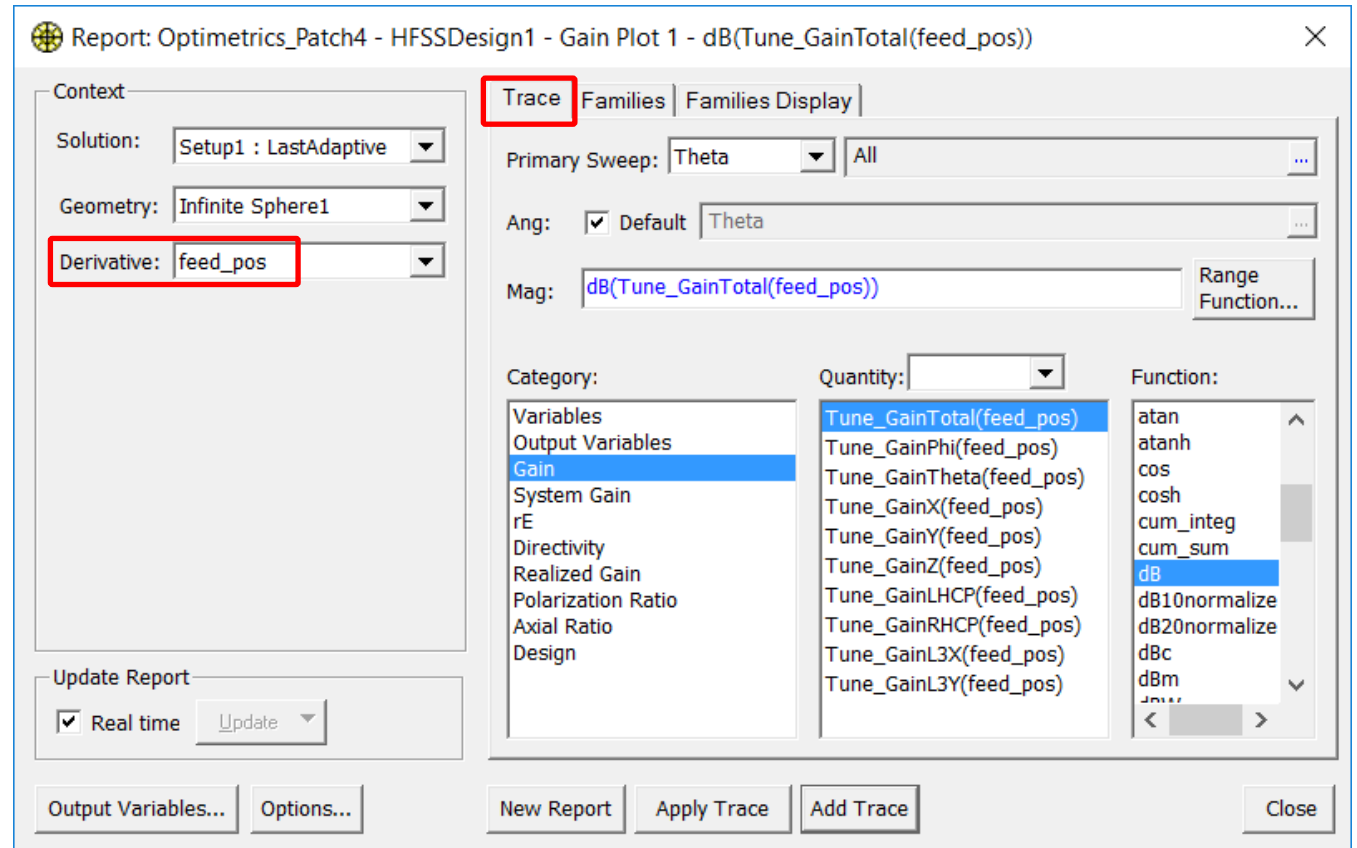 Report: Optimetrics_Patch4 - HFSSDesign1 - Gain Plot 1 - dB(Tune_GainTotal(feed_pos))
Context
Solution: Setup1 : LastAdaptive
Geometry: Infinite Sphere1
Derivative: feed_pos
Update Report
Real time Update
Output Variables... Options...
Trace Families Families Display
Primary Sweep: Theta All ...
Ang: Default Theta ...
Mag: dB(Tune_GainTotal(feed_pos))
Range
Function...
Category:
Variables
Output Variables
Gain
System Gain
rE
Directivity
Realized Gain
Polarization Ratio
Axial Ratio
Design
Quantity:
Tune_GainTotal(feed_pos)
Tune_GainPhi(feed_pos)
Tune_GainTheta(feed_pos)
Tune_GainX(feed_pos)
Tune_GainY(feed_pos)
Tune_GainZ(feed_pos)
Tune_GainLHCP(feed_pos)
Tune_GainRHCP(feed_pos)
Tune_GainL3X(feed_pos)
Tune_GainL3Y(feed_pos)
Function:
atan
atanh
cos
cosh
cum_integ
cum_sum
dB
dB10normalize
dB20normalize
dBc
dBm
New Report Apply Trace Add Trace Close